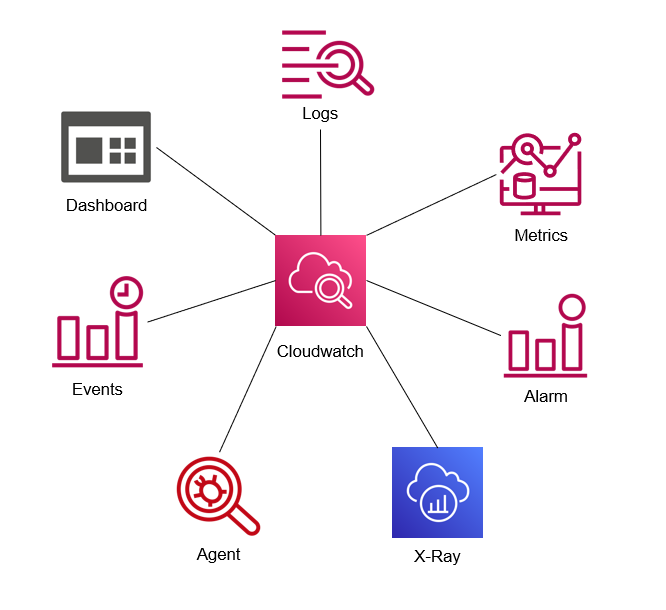 Logs
Dashboard
Metrics
Cloudwatch
Events
Alarm
Agent
X-Ray